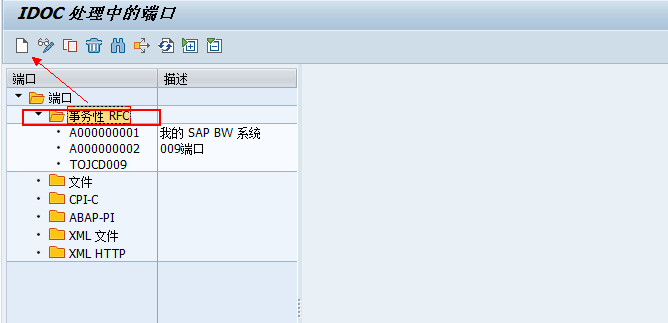 IDOC 处理中的端口
端口 描述
端口
事务性 RFC
A000000001 我的 SAP BW 系统
A000000002 009端口
TOJCD009
文件
CPI-C
ABAP-PI
XML 文件
XML HTTP